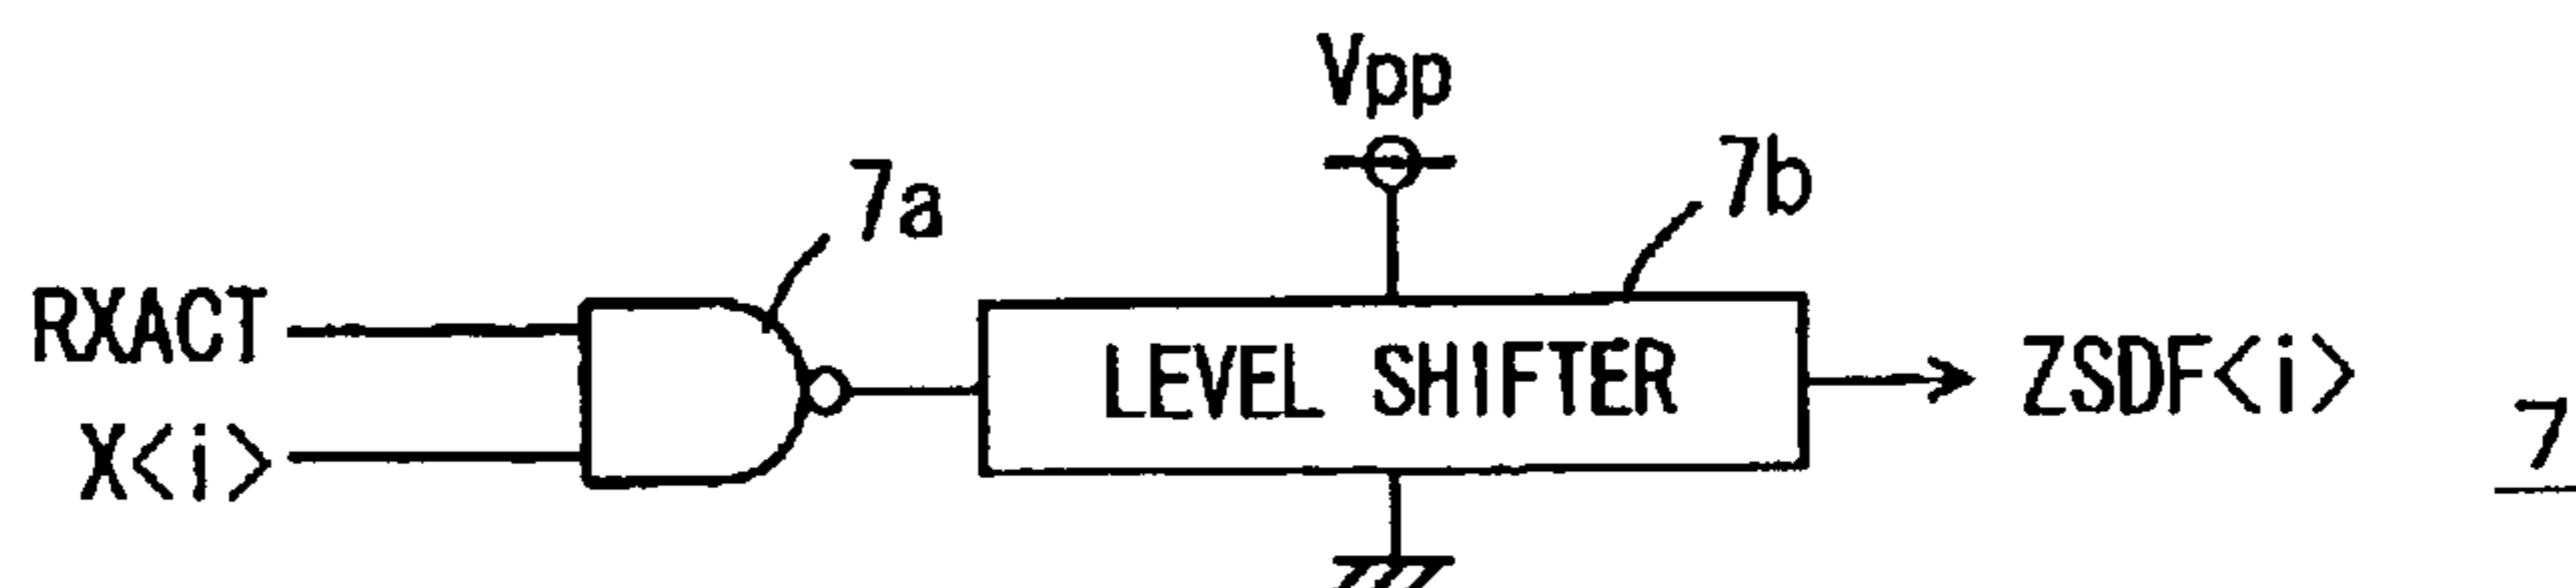 Vpp
7a
7b
RXACT
X<i>
LEVEL SHIFTER
ZSDF<i>
7